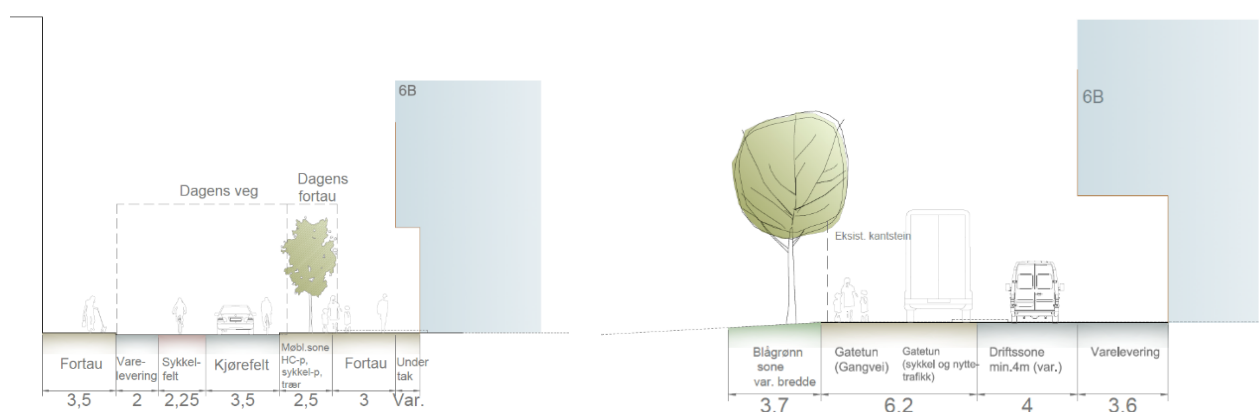 6B
Dagens veg
Dagens
fortau
Fortau
Vare-
levering
Sykkel-
felt
Kjørefelt
Møbl.sone
HC-p,
sykkel-p,
trær
Fortau
Under
tak
3,5
2
2,25
3,5
2,5
3
Var.
6B
Eksist. kantstein
Blågrønn
sone
var. bredde
Gatetun
(Gangvei)
Gatetun
(sykkel og nytte-
trafikk)
Driftssone
min.4m (var.)
Varelevering
3,7
6,2
4
3,6